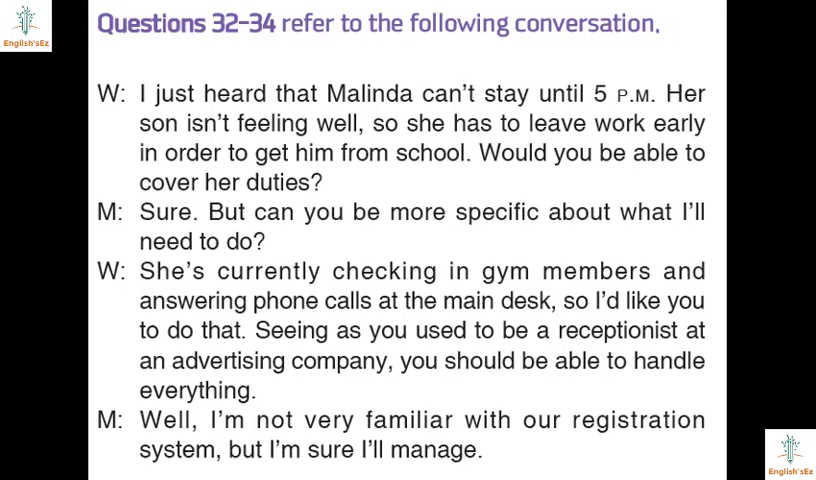 English'sEz
Questions 32–34 refer to the following conversation.
W: I just heard that Malinda can't stay until 5 P.M. Her
son isn't feeling well, so she has to leave work early
in order to get him from school. Would you be able to
cover her duties?
M: Sure. But can you be more specific about what I'll
need to do?
W: She's currently checking in gym members and
answering phone calls at the main desk, so I'd like you
to do that. Seeing as you used to be a receptionist at
an advertising company, you should be able to handle
everything.
M: Well, I'm not very familiar with our registration
system, but I'm sure I'll manage.
English'sEz